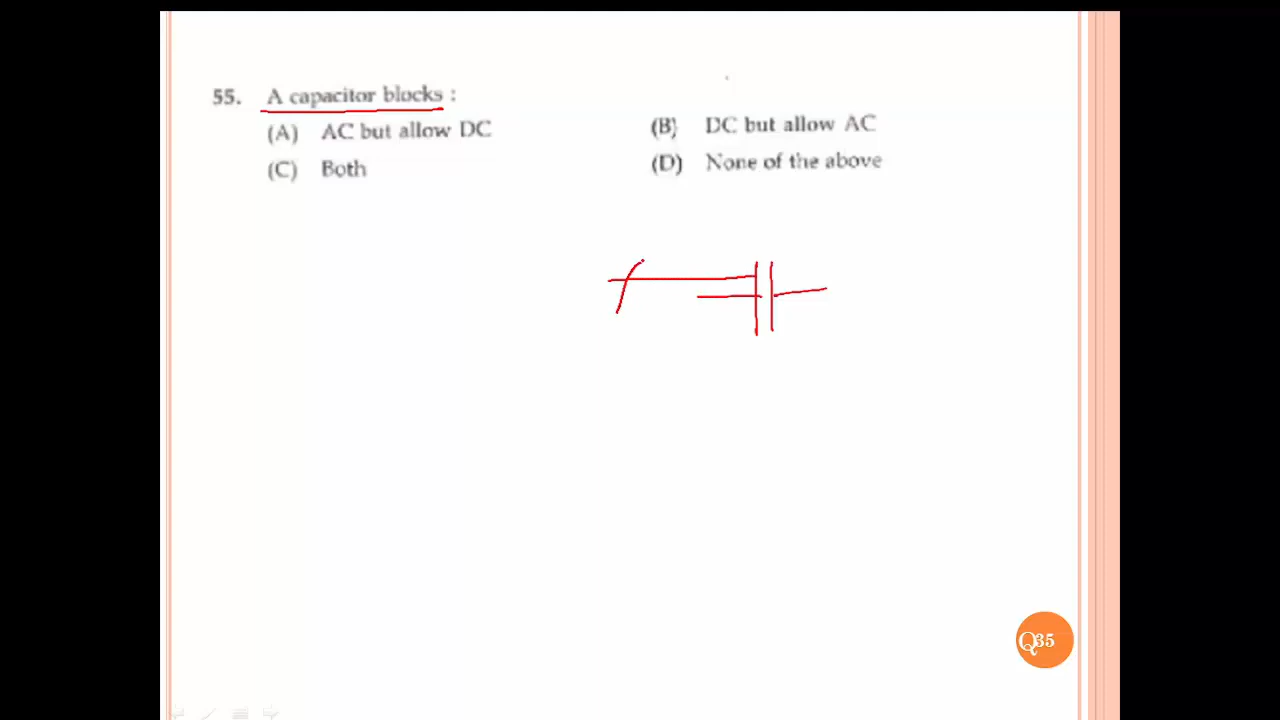 55. A capacitor blocks :
(A) AC but allow DC (B) DC but allow AC
(C) Both (D) None of the above
Q35